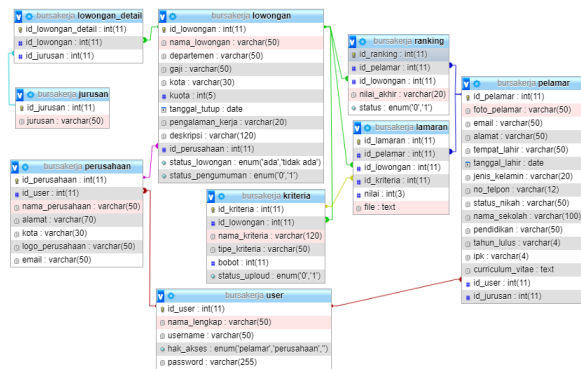 bursakerja lowongan_detail
id_lowongan_detail : int(11)
id_lowongan : int(11)
id_jurusan : int(11)
bursakerja jurusan
id_jurusan : int(11)
jurusan : varchar(50)
bursakerja perusahaan
id_perusahaan : int(11)
id_user : int(11)
nama_perusahaan : varchar(50)
alamat : varchar(70)
kota : varchar(30)
logo_perusahaan : varchar(50)
email : varchar(50)
bursakerja lowongan
id_lowongan : int(11)
nama_lowongan : varchar(50)
departemen : varchar(50)
gaji : varchar(50)
kota : varchar(30)
kuota : int(5)
tanggal_tutup : date
pengalaman_kerja : varchar(20)
deskripsi : varchar(120)
id_perusahaan : int(11)
status_lowongan : enum('ada','tidak ada')
status_pengumuman : enum('0','1')
bursakerja kriteria
id_kriteria : int(11)
id_lowongan : int(11)
nama_kriteria : varchar(120)
tipe_kriteria : varchar(50)
bobot : int(11)
status_uploud : enum('0','1')
bursakerja user
id_user : int(11)
nama_lengkap : varchar(50)
username : varchar(50)
hak_akses : enum('pelamar','perusahaan','')
password : varchar(255)
bursakerja ranking
id_ranking : int(11)
id_pelamar : int(11)
id_lowongan : int(11)
nilai_akhir : varchar(20)
status : enum('0','1')
bursakerja lamaran
id_lamaran : int(11)
id_pelamar : int(11)
id_lowongan : int(11)
id_kriteria : int(11)
nilai : int(3)
file : text
bursakerja pelamar
id_pelamar : int(11)
foto_pelamar : varchar(50)
email : varchar(50)
alamat : varchar(50)
tempat_lahir : varchar(50)
tanggal_lahir : date
jenis_kelamin : varchar(20)
no_telpon : varchar(12)
status_nikah : varchar(50)
nama_sekolah : varchar(100)
pendidikan : varchar(50)
tahun_lulus : varchar(4)
ipk : varchar(4)
curriculum_vitae : text
id_user : int(11)
id_jurusan : int(11)